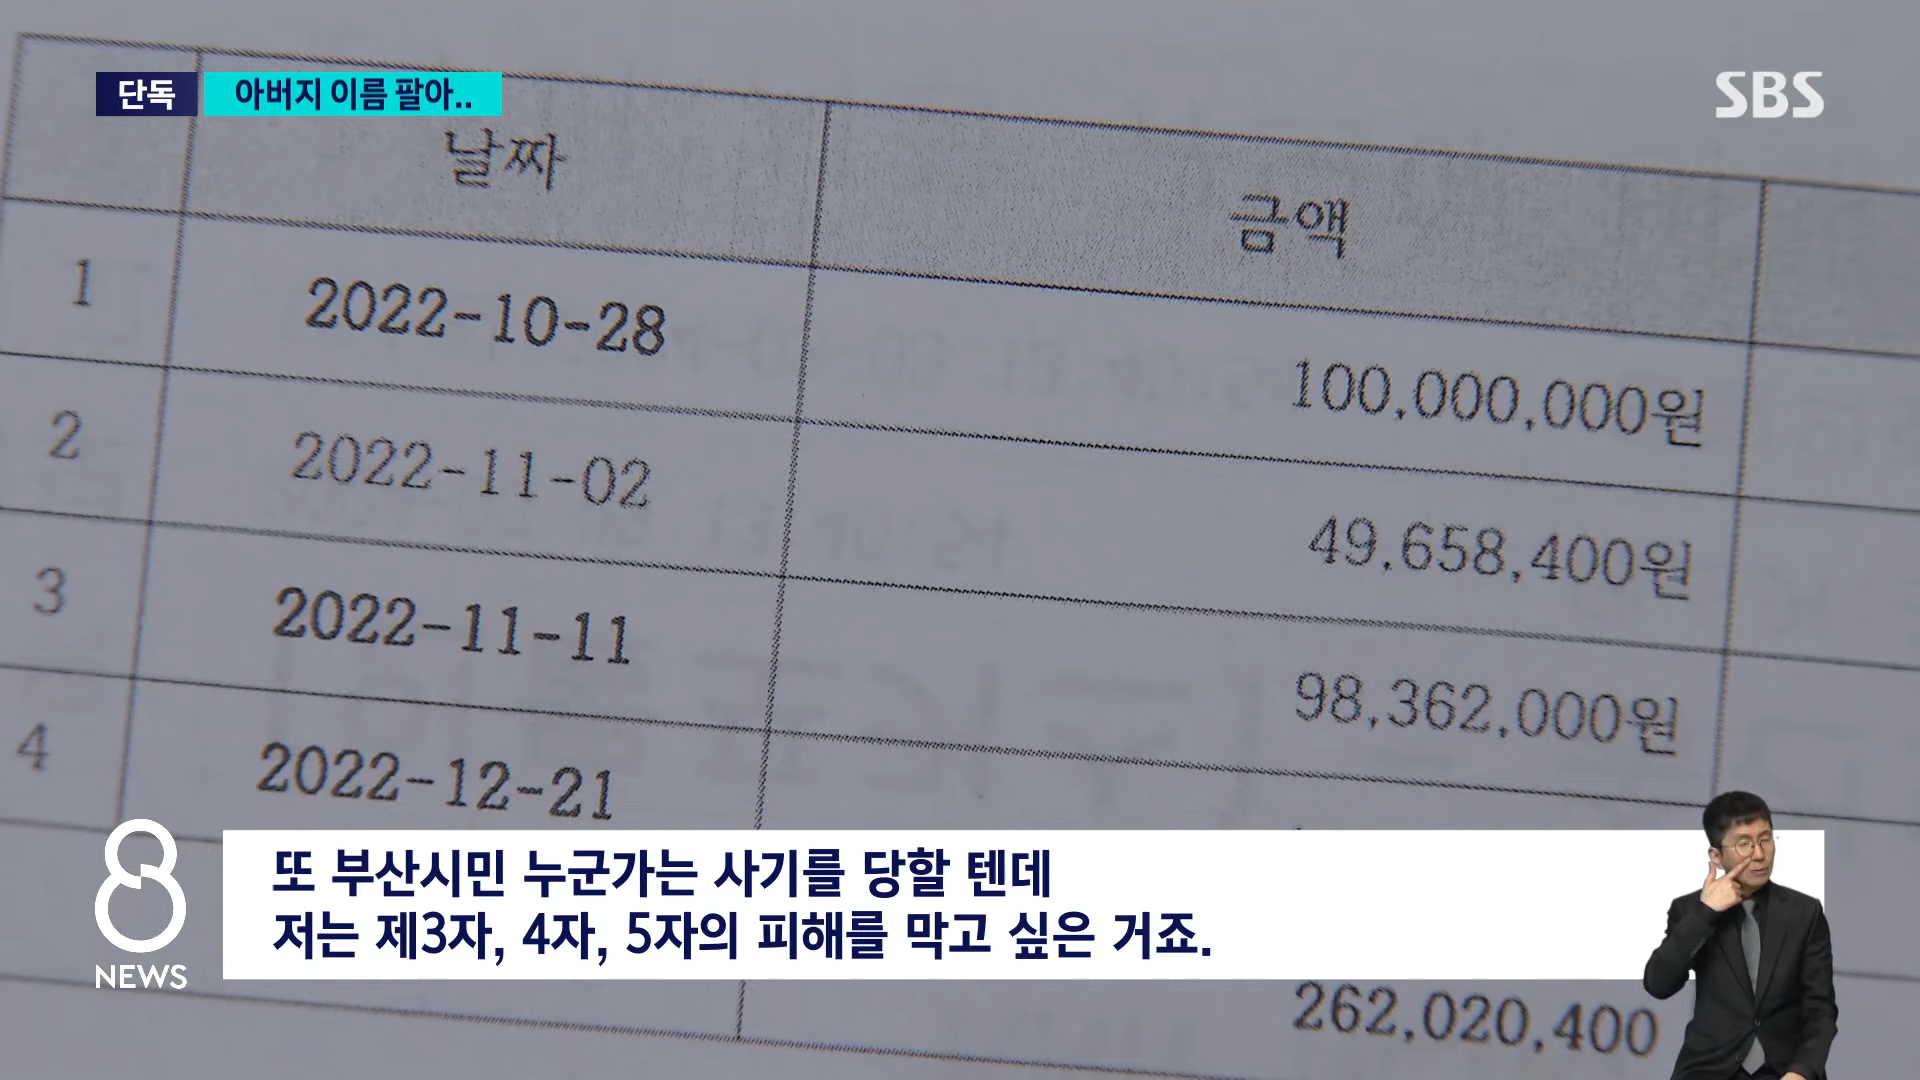 단독 아버지 이름 팔아..
SBS
날짜 금액
1 2022-10-28 100,000,000원
2 2022-11-02 49,658,400원
3 2022-11-11 98,362,000원
4 2022-12-21
또 부산시민 누군가는 사기를 당할 텐데
저는 제3자, 4자, 5자의 피해를 막고 싶은 거죠.
8 NEWS
262,020,400